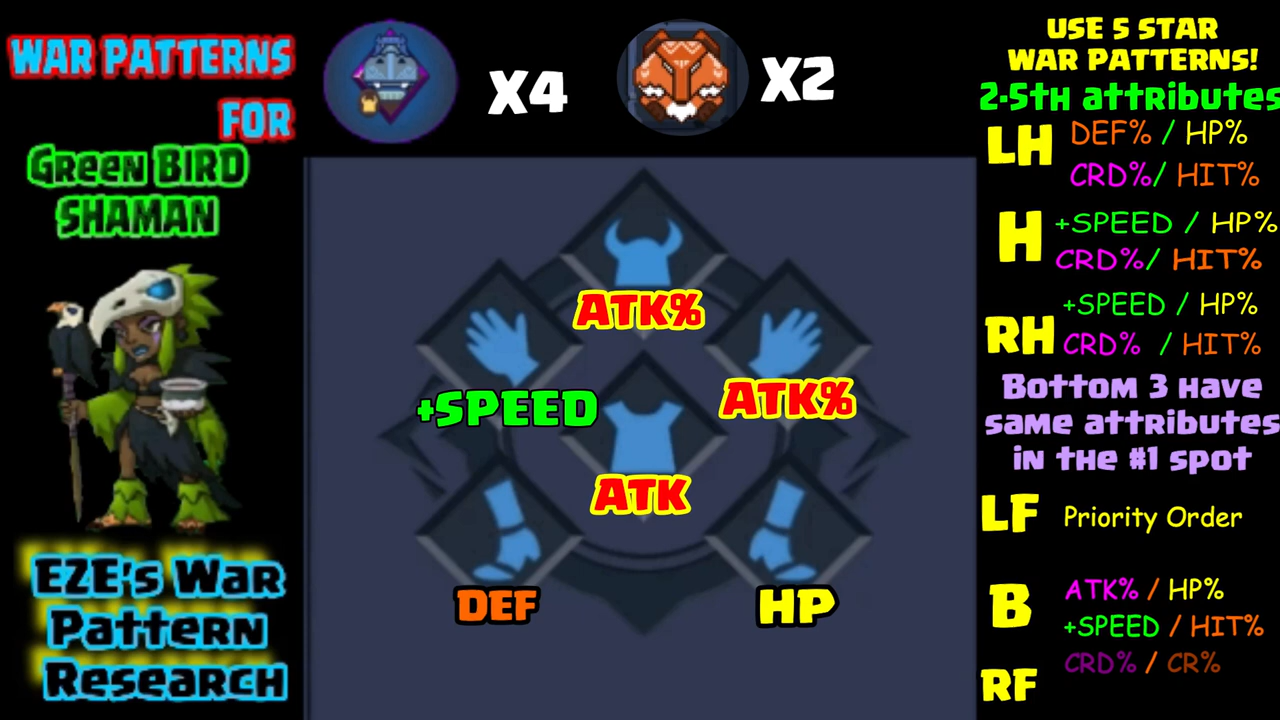 WAR PATTERNS
FOR
Green BIRD
SHAMAN
EZE's War
Pattern
Research
X4
X2
ATK%
+SPEED
ATK%
ATK
DEF
HP
USE 5 STAR
WAR PATTERNS!
2-5th attributes
LH DEF% / HP%
CRD%/ HIT%
H +SPEED / HP%
CRD%/ HIT%
RH +SPEED / HP%
CRD% / HIT%
Bottom 3 have
same attributes
in the #1 spot
LF Priority Order
B ATK% / HP%
+SPEED / HIT%
CRD% / CR%
RF